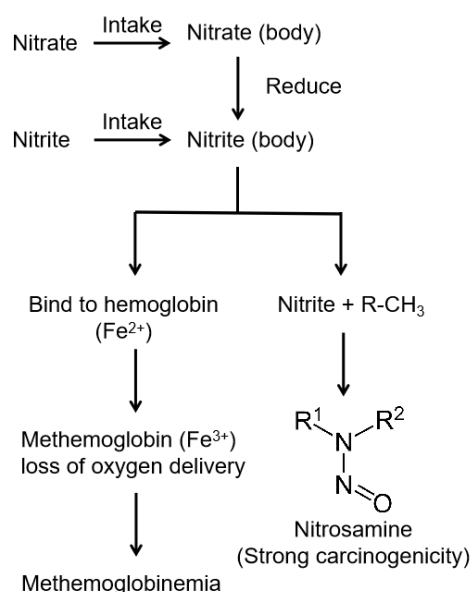 Nitrate Intake Nitrate (body)
Reduce
Nitrite Intake Nitrite (body)
Bind to hemoglobin
(Fe²⁺)
Nitrite + R-CH₃
Methemoglobin (Fe³⁺)
loss of oxygen delivery
R¹ R²
N
N O
Nitrosamine
(Strong carcinogenicity)
Methemoglobinemia